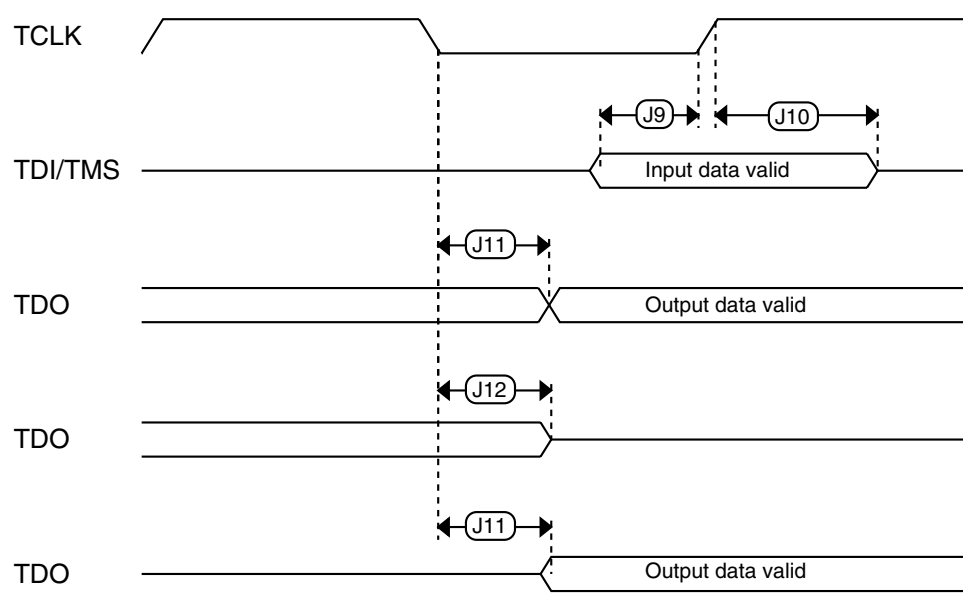 TCLK
J9
J10
TDI/TMS
Input data valid
J11
TDO
Output data valid
J12
TDO
J11
TDO
Output data valid